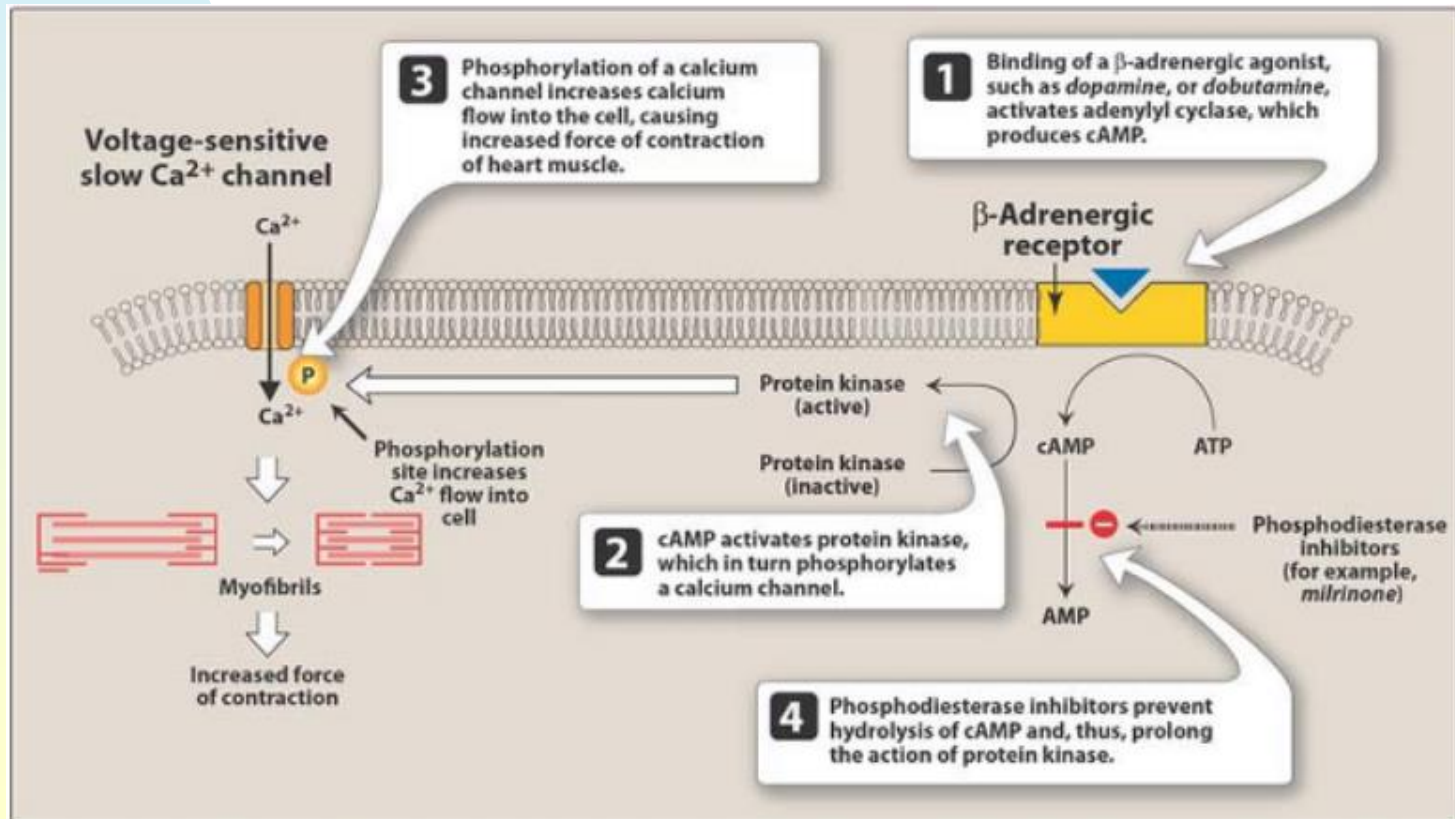 3
Phosphorylation of a calcium
channel increases calcium
flow into the cell, causing
increased force of contraction
of heart muscle.
1
Binding of a β-adrenergic agonist,
such as dopamine, or dobutamine,
activates adenylyl cyclase, which
produces cAMP.
Voltage-sensitive
slow Ca²⁺ channel
Ca²⁺
β-Adrenergic
receptor
P
Ca²⁺
Phosphorylation
site increases
Ca²⁺ flow into
cell
Protein kinase
(active)
Protein kinase
(inactive)
cAMP
ATP
2
cAMP activates protein kinase,
which in turn phosphorylates
a calcium channel.
Phosphodiesterase
inhibitors
(for example,
milrinone)
AMP
Myofibrils
Increased force
of contraction
4
Phosphodiesterase inhibitors prevent
hydrolysis of cAMP and, thus, prolong
the action of protein kinase.